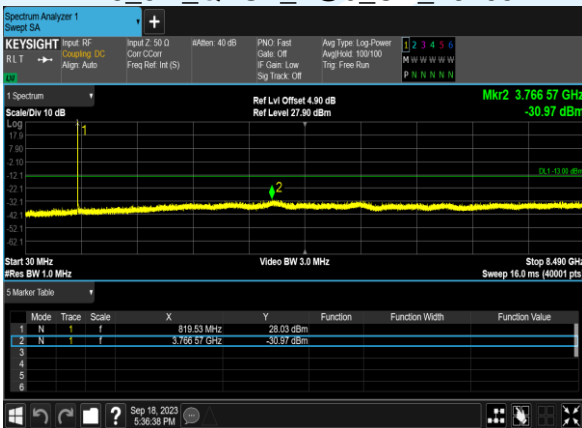 Spectrum Analyzer 1
Swept SA
+
KEYSIGHT
RLT
LW
Input: RF
Coupling: DC
Align: Auto
Input Z: 50 Ω
Corr CCorr
Freq Ref: Int (S)
#Atten: 40 dB
PNO: Fast
Gate: Off
IF Gain: Low
Sig Track: Off
Avg Type: Log-Power
Avg|Hold: 100/100
Trig: Free Run
1 2 3 4 5 6
M W W W W W
P N N N N N
1 Spectrum
Scale/Div 10 dB
Ref Lvl Offset 4.90 dB
Ref Level 27.90 dBm
Mkr2 3.766 57 GHz
-30.97 dBm
Log
17.9
7.90
-2.10
-12.1
-22.1
-32.1
-42.1
-52.1
-62.1
1
2
DL1 -13.00 dBm
Start 30 MHz
#Res BW 1.0 MHz
Video BW 3.0 MHz
Stop 8.490 GHz
Sweep 16.0 ms (40001 pts
5 Marker Table
Mode Trace Scale X Y Function Function Width Function Value
1 N 1 f 819.53 MHz 28.03 dBm
2 N 1 f 3.766 57 GHz -30.97 dBm
3
4
5
6
?
Sep 18, 2023
5:36:38 PM